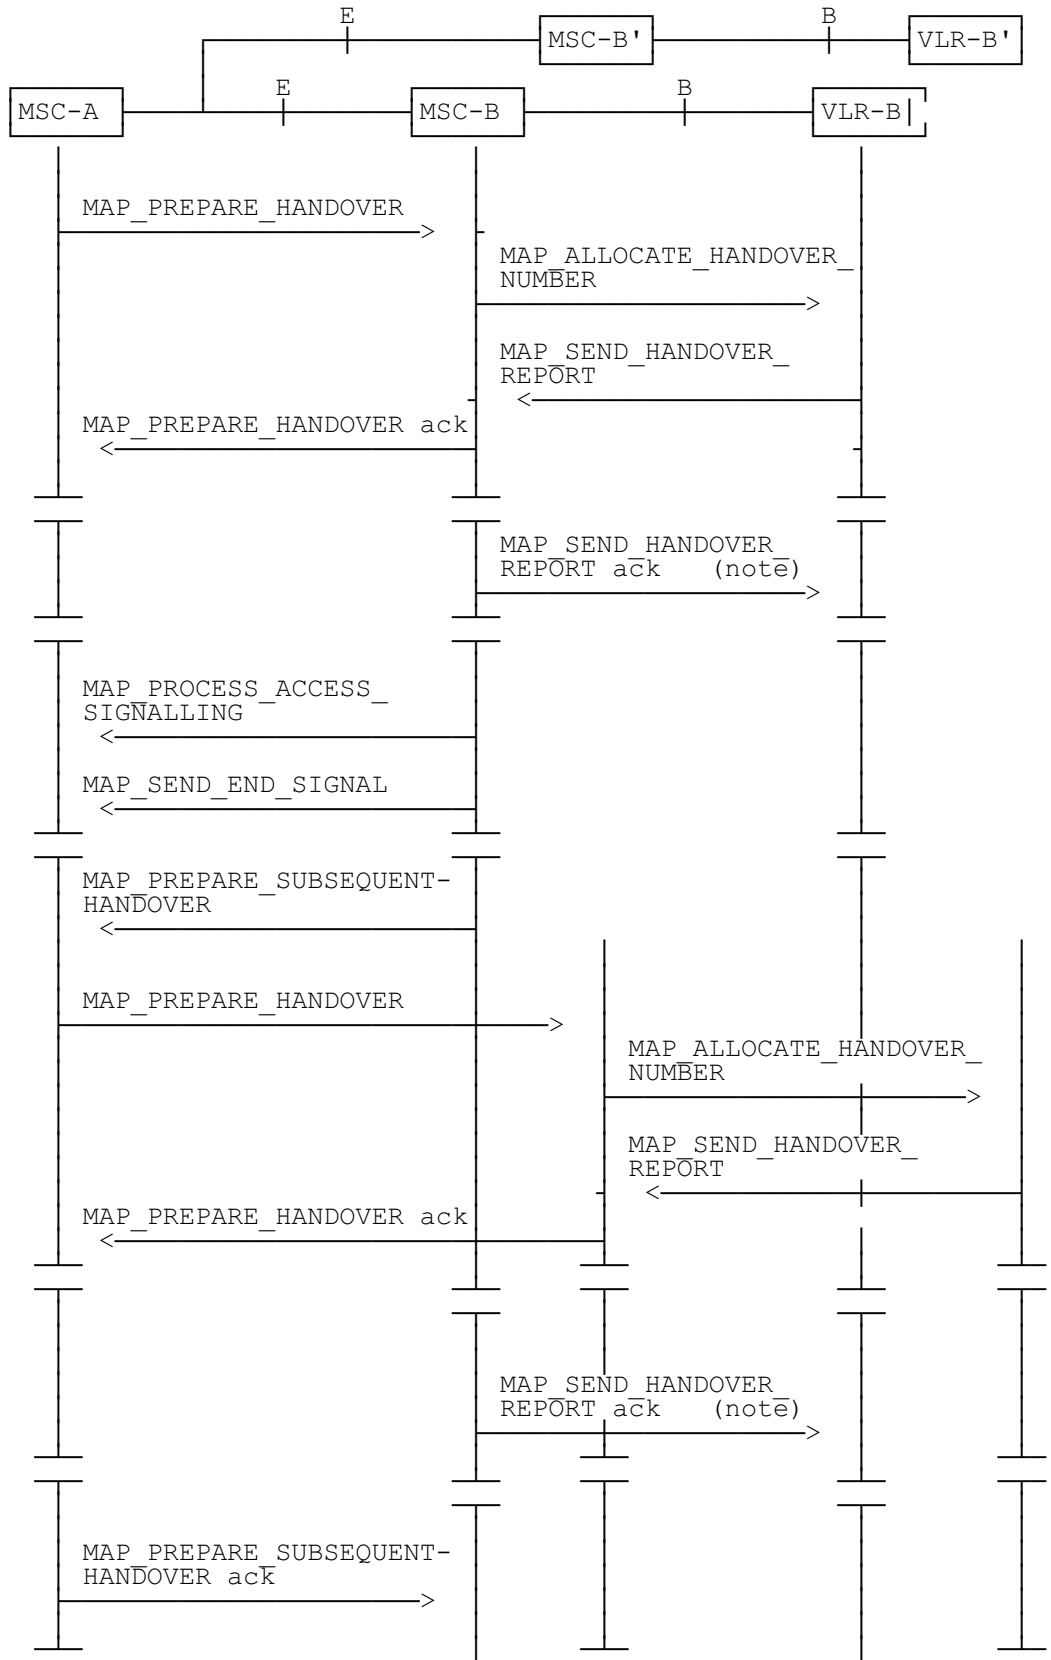 E B
MSC-B' VLR-B'
E B
MSC-A MSC-B VLR-B
MAP_PREPARE_HANDOVER
MAP_ALLOCATE_HANDOVER_
NUMBER
MAP_SEND_HANDOVER_
REPORT
MAP_PREPARE_HANDOVER ack
MAP_SEND_HANDOVER_
REPORT ack (note)
MAP_PROCESS_ACCESS_
SIGNALLING
MAP_SEND_END_SIGNAL
MAP_PREPARE_SUBSEQUENT-
HANDOVER
MAP_PREPARE_HANDOVER
MAP_ALLOCATE_HANDOVER_
NUMBER
MAP_SEND_HANDOVER_
REPORT
MAP_PREPARE_HANDOVER ack
MAP_SEND_HANDOVER_
REPORT ack (note)
MAP_PREPARE_SUBSEQUENT-
HANDOVER ack